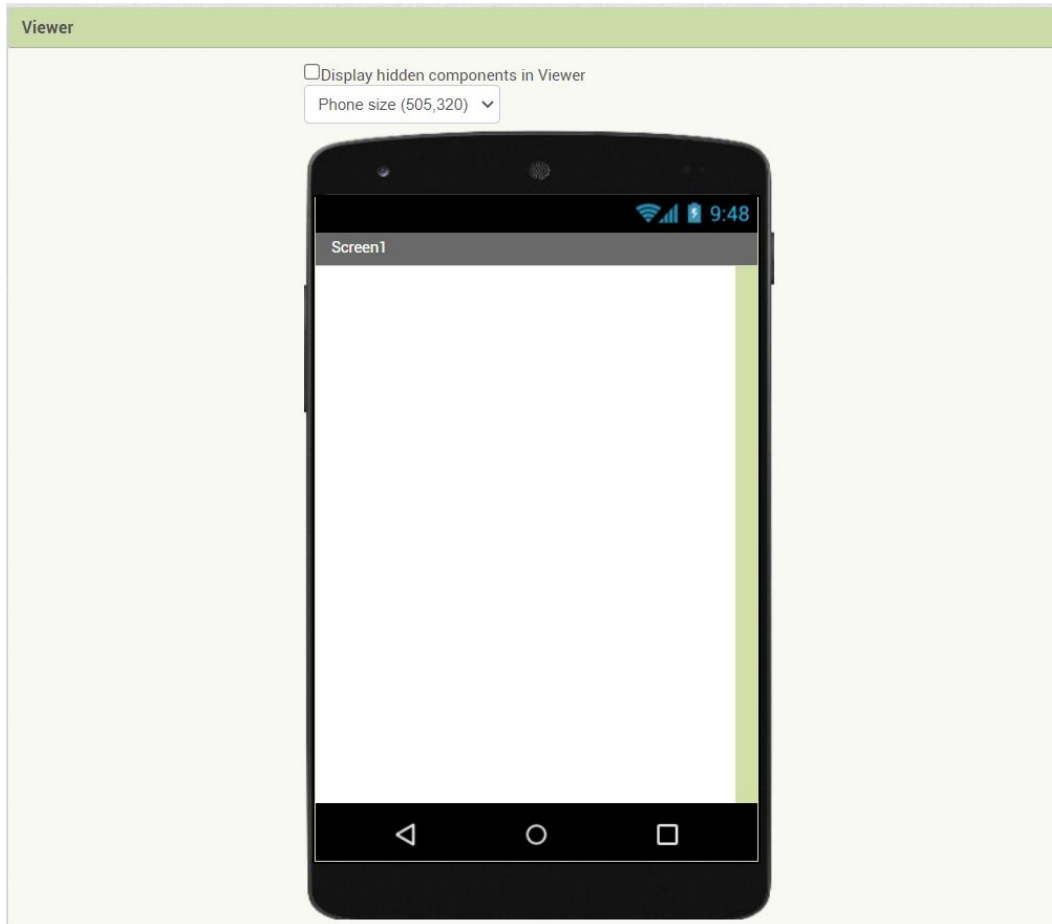 Viewer
Display hidden components in Viewer
Phone size (505,320)
9:48
Screen1